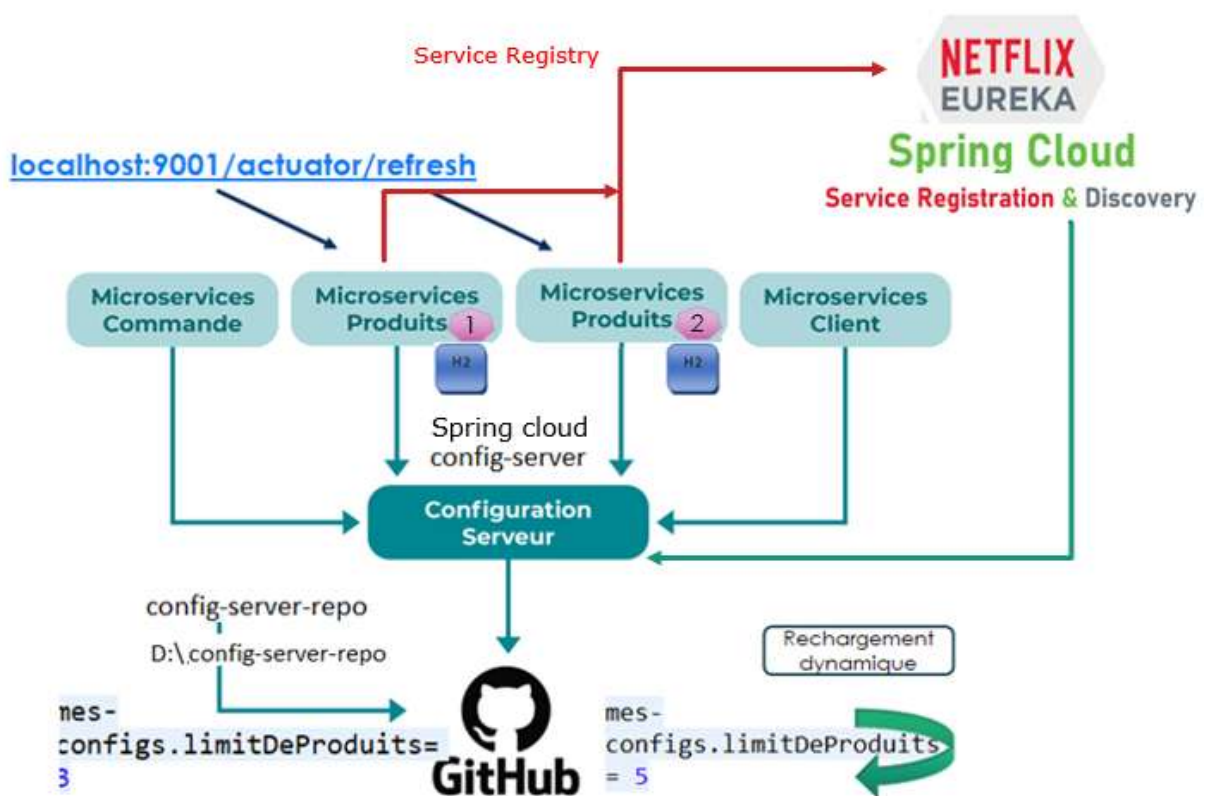 Service Registry
NETFLIX
EUREKA
Spring Cloud
Service Registration & Discovery
localhost:9001/actuator/refresh
Microservices
Commande
Microservices
Produits 1
H2
Microservices
Produits 2
H2
Microservices
Client
Spring cloud
config-server
Configuration
Serveur
config-server-repo
D:\config-server-repo
mes-
configs.limitDeProduits=
3
GitHub
Rechargement
dynamique
mes-
configs.limitDeProduits
= 5